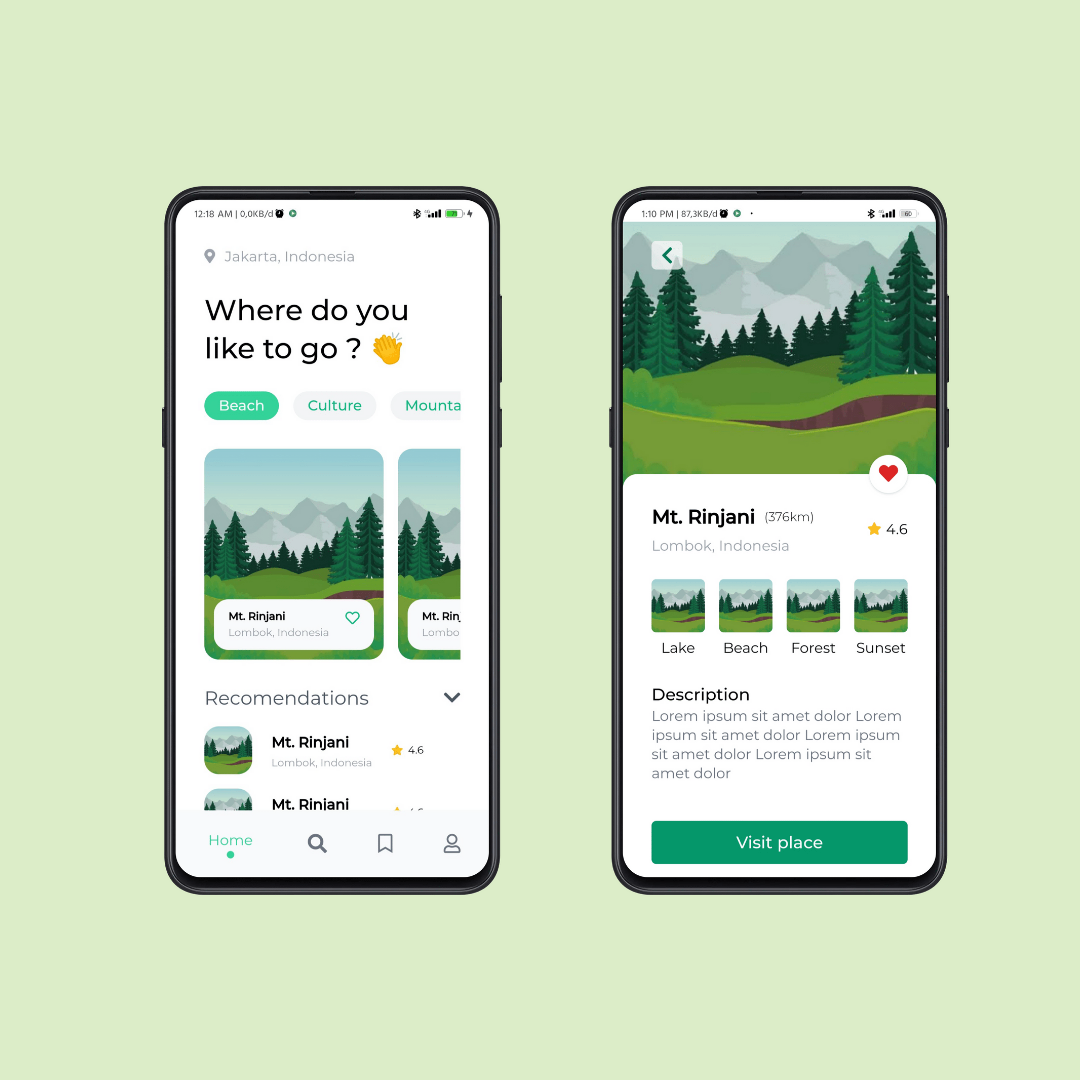 12:18 AM | 0,0KB/d
73
Jakarta, Indonesia
Where do you
like to go ?
Beach
Culture
Mounta
Mt. Rinjani
Lombok, Indonesia
Mt. Rinj
Lombo
Recomendations
Mt. Rinjani
4.6
Lombok, Indonesia
Mt. Rinjani
Home
1:10 PM | 87,3KB/d
60
Mt. Rinjani (376km)
4.6
Lombok, Indonesia
Lake
Beach
Forest
Sunset
Description
Lorem ipsum sit amet dolor Lorem
ipsum sit amet dolor Lorem ipsum
sit amet dolor Lorem ipsum sit
amet dolor
Visit place